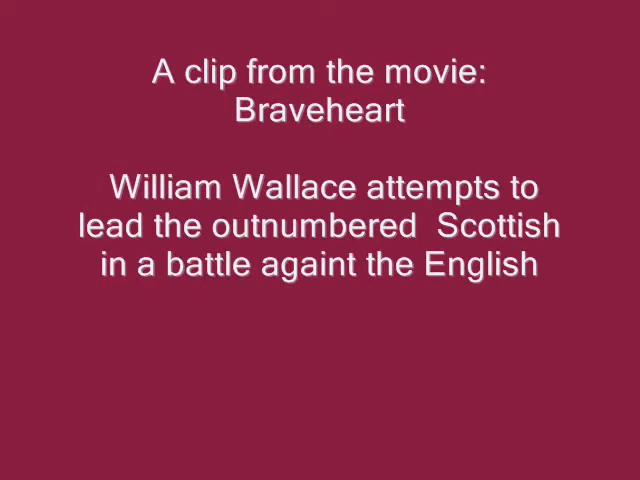 A clip from the movie:
Braveheart
William Wallace attempts to
lead the outnumbered  Scottish
in a battle againt the English